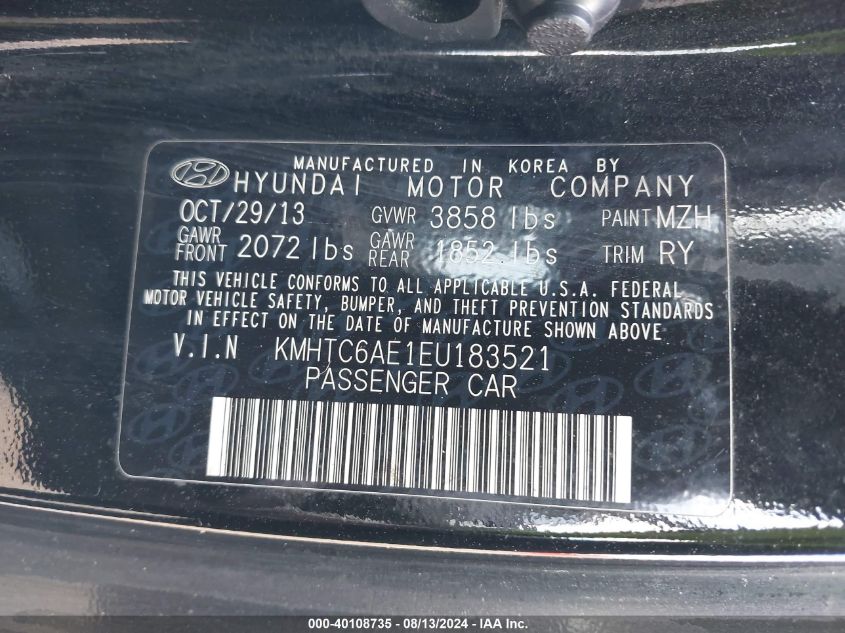 MANUFACTURED IN KOREA BY
HYUNDAI MOTOR COMPANY
OCT/29/13 GVWR 3858 lbs PAINT MZH
GAWR FRONT 2072 lbs GAWR REAR 1852 lbs TRIM RY
THIS VEHICLE CONFORMS TO ALL APPLICABLE U.S.A. FEDERAL
MOTOR VEHICLE SAFETY, BUMPER, AND THEFT PREVENTION STANDARDS
IN EFFECT ON THE DATE OF MANUFACTURE SHOWN ABOVE
V.I.N KMHTC6AE1EU183521
PASSENGER CAR
000-40108735 - 08/13/2024 - IAA Inc.